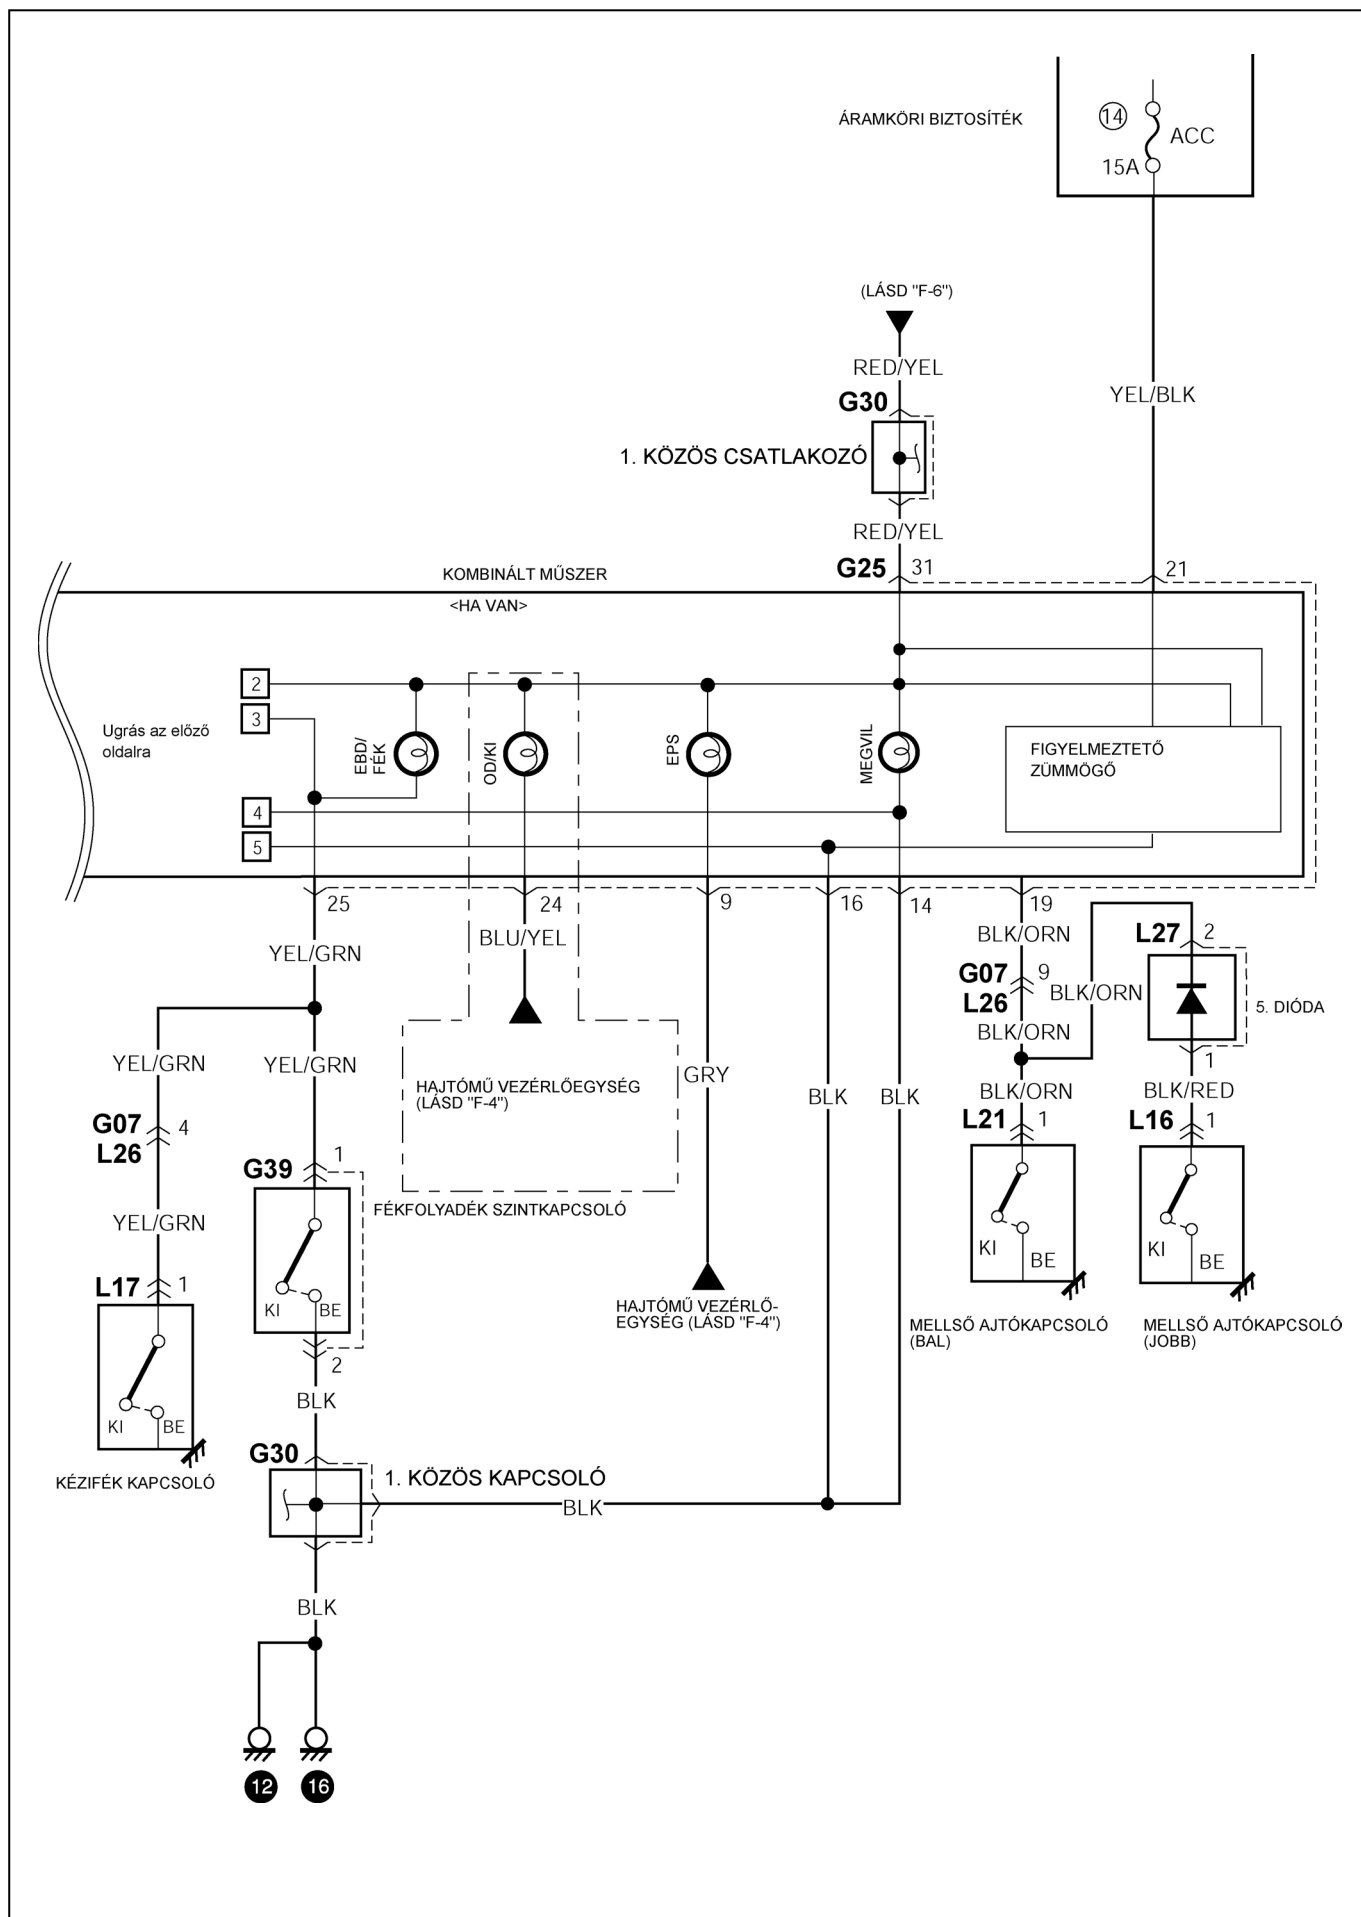 ÁRAMKÖRI BIZTOSÍTÉK
14
ACC
15A
(LÁSD "F-6")
RED/YEL
YEL/BLK
G30
1. KÖZÖS CSATLAKOZÓ
RED/YEL
G25
31
21
KOMBINÁLT MŰSZER
<HA VAN>
2
3
Ugrás az előző
oldalra
EBD/
FÉK
OD/KI
EPS
MEGVIL
FIGYELMEZTETŐ
ZÜMMÖGŐ
4
5
25
24
9
16
14
19
YEL/GRN
BLU/YEL
BLK/ORN
L27
2
G07
9
L26
BLK/ORN
5. DIÓDA
BLK/ORN
YEL/GRN
YEL/GRN
HAJTÓMŰ VEZÉRLŐEGYSÉG
(LÁSD "F-4")
GRY
BLK
BLK
BLK/ORN
1
BLK/RED
G07
4
L26
L21
1
L16
1
G39
1
FÉKFOLYADÉK SZINTKAPCSOLÓ
YEL/GRN
KI
BE
KI
BE
L17
1
KI
BE
HAJTÓMŰ VEZÉRLŐ-
EGYSÉG (LÁSD "F-4")
MELLSŐ AJTÓKAPCSOLÓ
(BAL)
MELLSŐ AJTÓKAPCSOLÓ
(JOBB)
2
BLK
KI
BE
KÉZIFÉK KAPCSOLÓ
G30
1. KÖZÖS KAPCSOLÓ
BLK
BLK
12
16